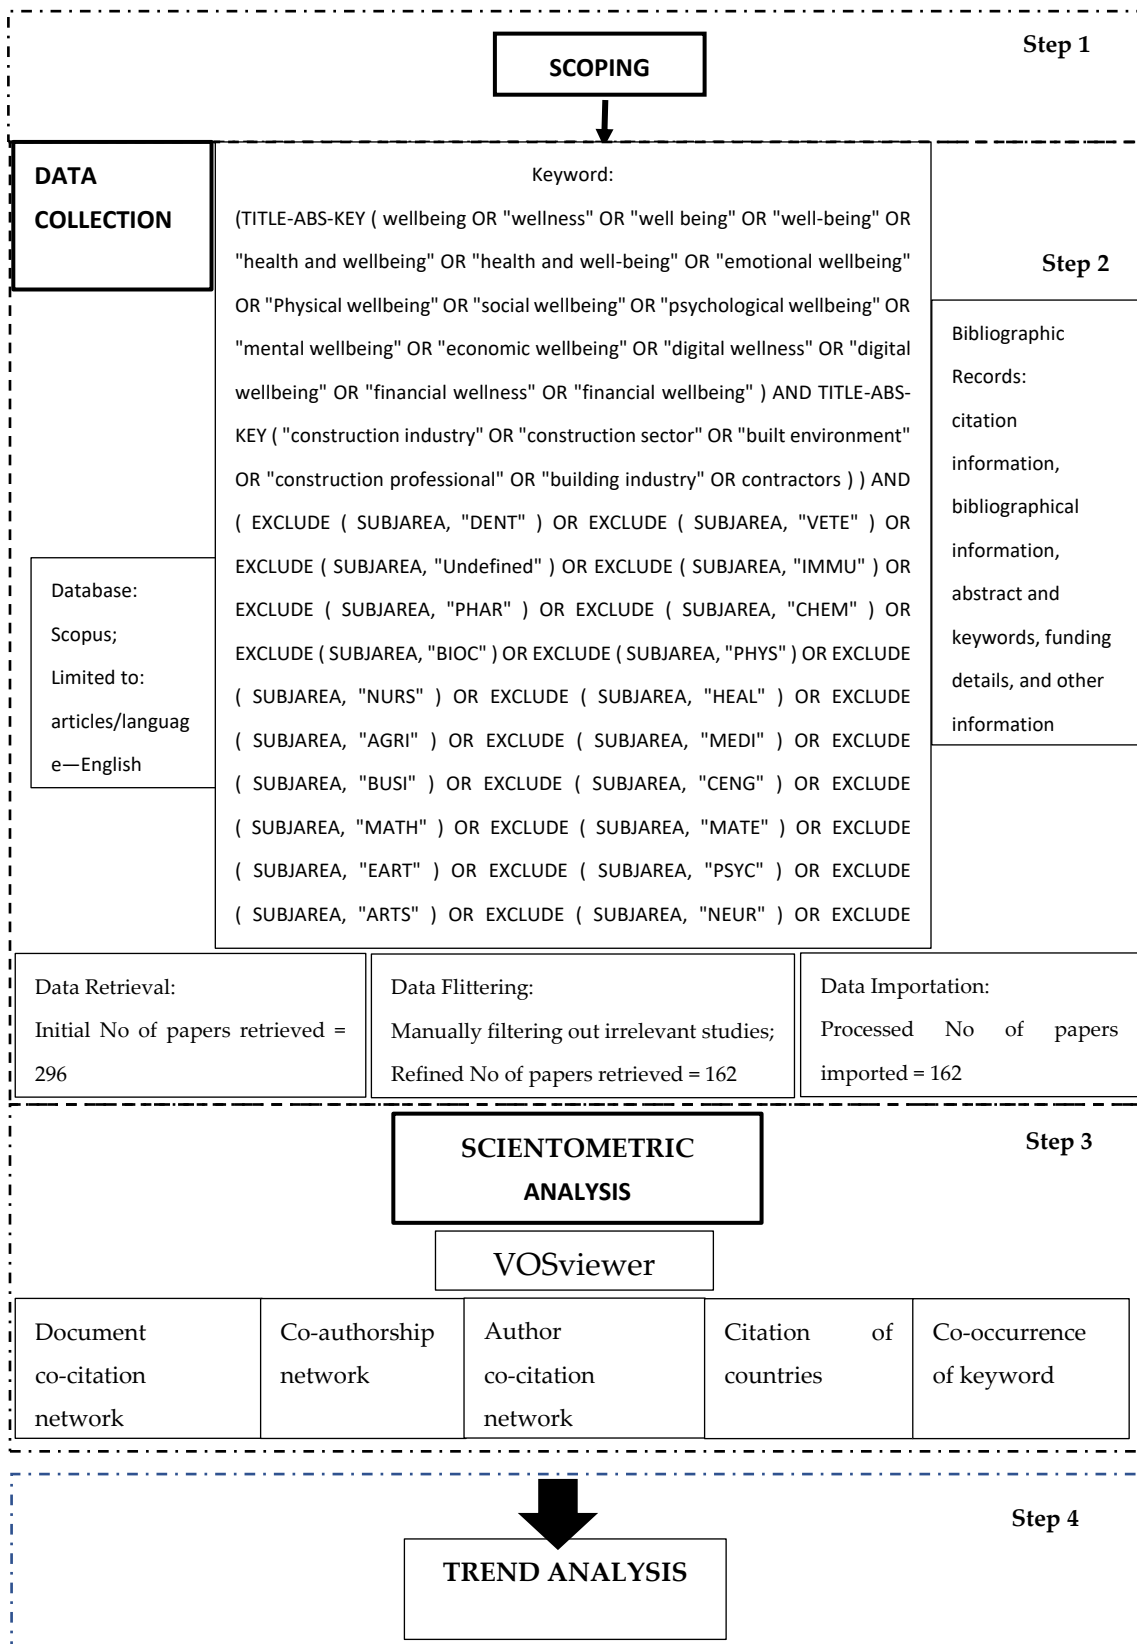 Step 1
SCOPING
DATA
COLLECTION
Keyword:
(TITLE-ABS-KEY ( wellbeing OR "wellness" OR "well being" OR "well-being" OR
"health and wellbeing" OR "health and well-being" OR "emotional wellbeing"
OR "Physical wellbeing" OR "social wellbeing" OR "psychological wellbeing" OR
"mental wellbeing" OR "economic wellbeing" OR "digital wellness" OR "digital
wellbeing" OR "financial wellness" OR "financial wellbeing" ) AND TITLE-ABS-
KEY ( "construction industry" OR "construction sector" OR "built environment"
OR "construction professional" OR "building industry" OR contractors ) ) AND
( EXCLUDE ( SUBJAREA, "DENT" ) OR EXCLUDE ( SUBJAREA, "VETE" ) OR
EXCLUDE ( SUBJAREA, "Undefined" ) OR EXCLUDE ( SUBJAREA, "IMMU" ) OR
EXCLUDE ( SUBJAREA, "PHAR" ) OR EXCLUDE ( SUBJAREA, "CHEM" ) OR
EXCLUDE ( SUBJAREA, "BIOC" ) OR EXCLUDE ( SUBJAREA, "PHYS" ) OR EXCLUDE
( SUBJAREA, "NURS" ) OR EXCLUDE ( SUBJAREA, "HEAL" ) OR EXCLUDE
( SUBJAREA, "AGRI" ) OR EXCLUDE ( SUBJAREA, "MEDI" ) OR EXCLUDE
( SUBJAREA, "BUSI" ) OR EXCLUDE ( SUBJAREA, "CENG" ) OR EXCLUDE
( SUBJAREA, "MATH" ) OR EXCLUDE ( SUBJAREA, "MATE" ) OR EXCLUDE
( SUBJAREA, "EART" ) OR EXCLUDE ( SUBJAREA, "PSYC" ) OR EXCLUDE
( SUBJAREA, "ARTS" ) OR EXCLUDE ( SUBJAREA, "NEUR" ) OR EXCLUDE
Step 2
Bibliographic
Records:
citation
information,
bibliographical
information,
abstract and
keywords, funding
details, and other
information
Database:
Scopus;
Limited to:
articles/languag
e—English
Data Retrieval:
Initial No of papers retrieved =
296
Data Flittering:
Manually filtering out irrelevant studies;
Refined No of papers retrieved = 162
Data Importation:
Processed No of papers
imported = 162
Step 3
SCIENTOMETRIC
ANALYSIS
VOSviewer
Document
co-citation
network
Co-authorship
network
Author
co-citation
network
Citation of
countries
Co-occurrence
of keyword
Step 4
TREND ANALYSIS